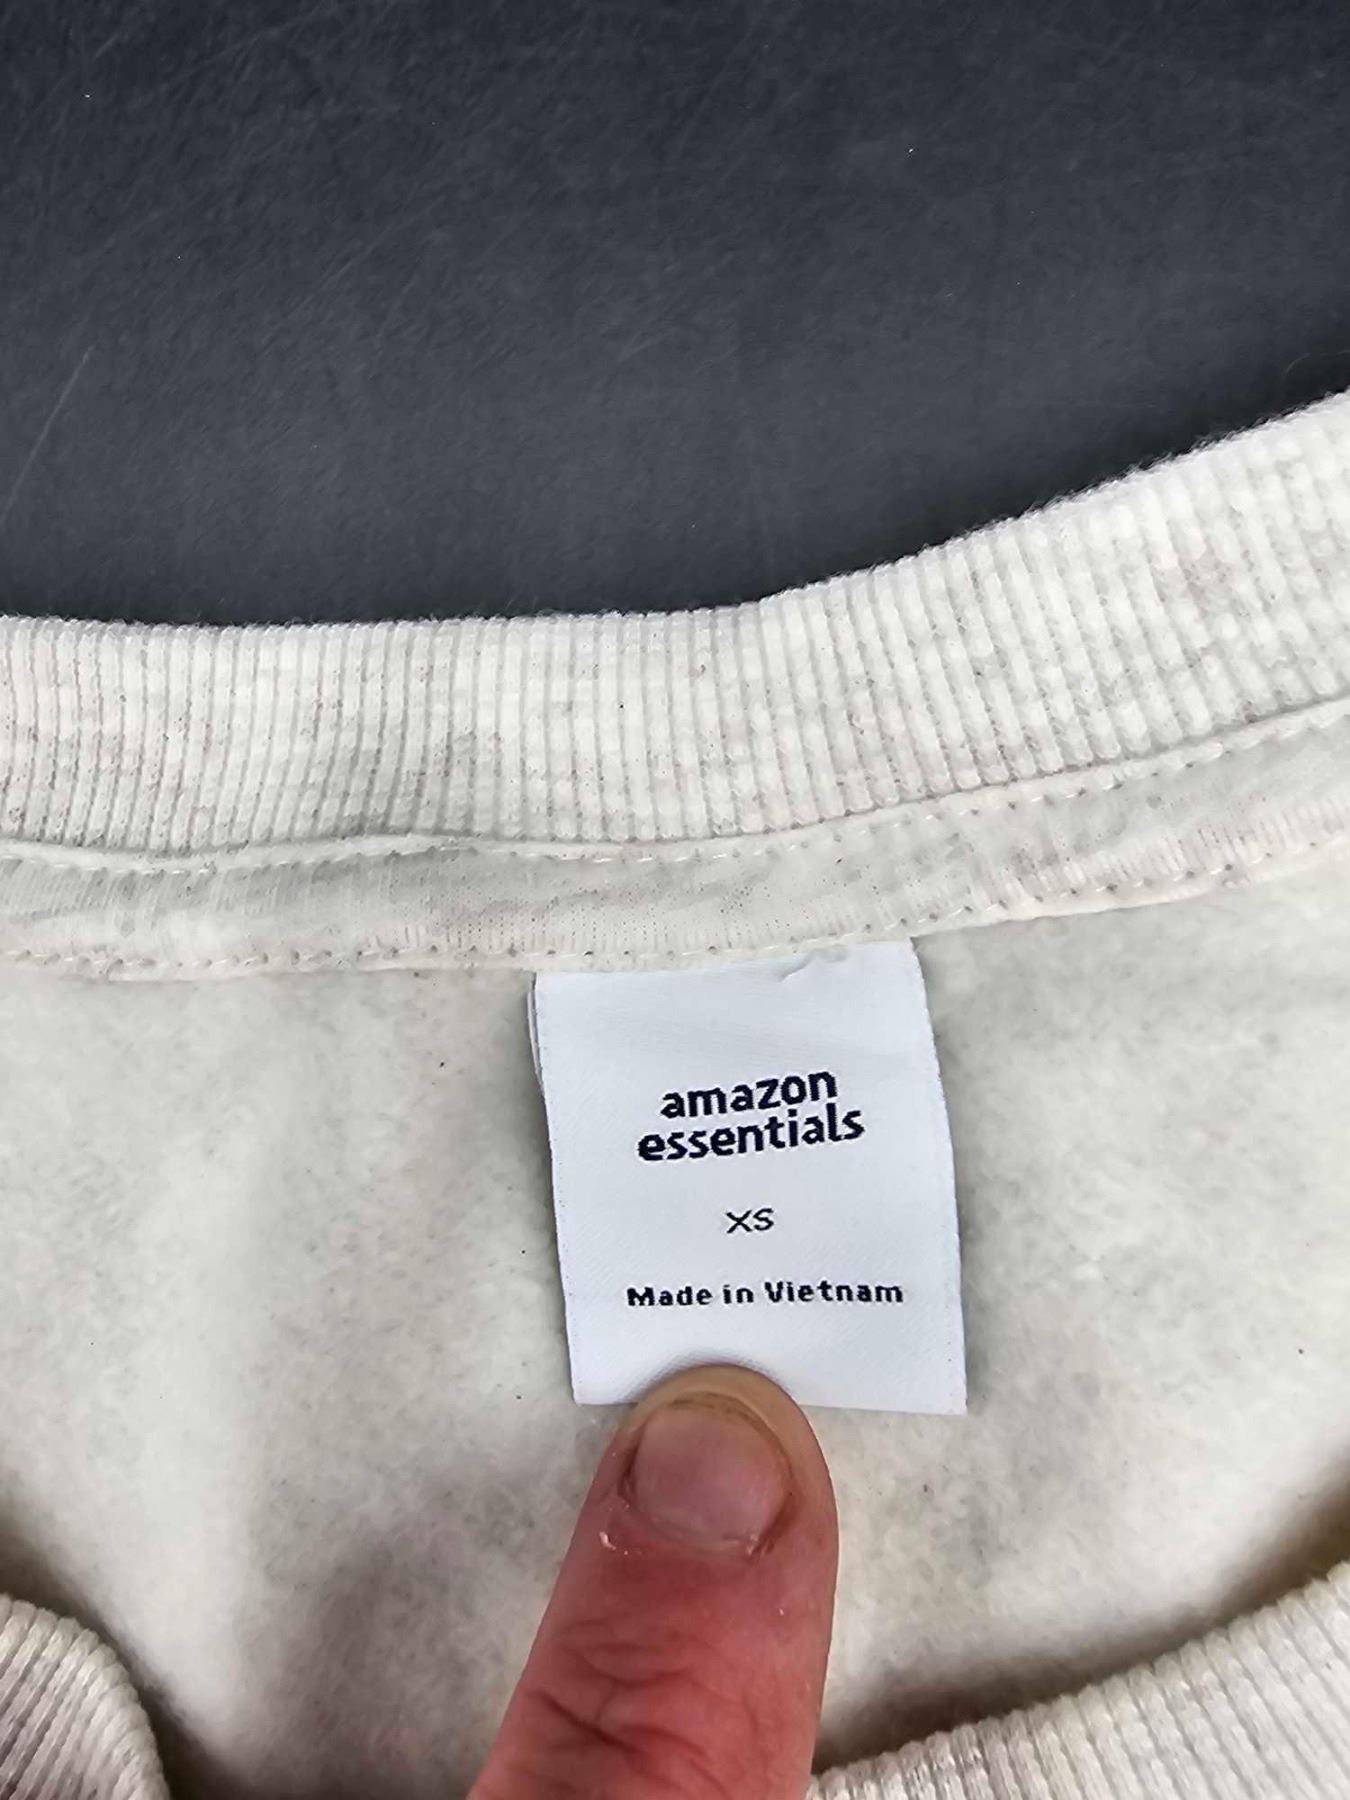 amazon
essentials
XS
Made in Vietnam